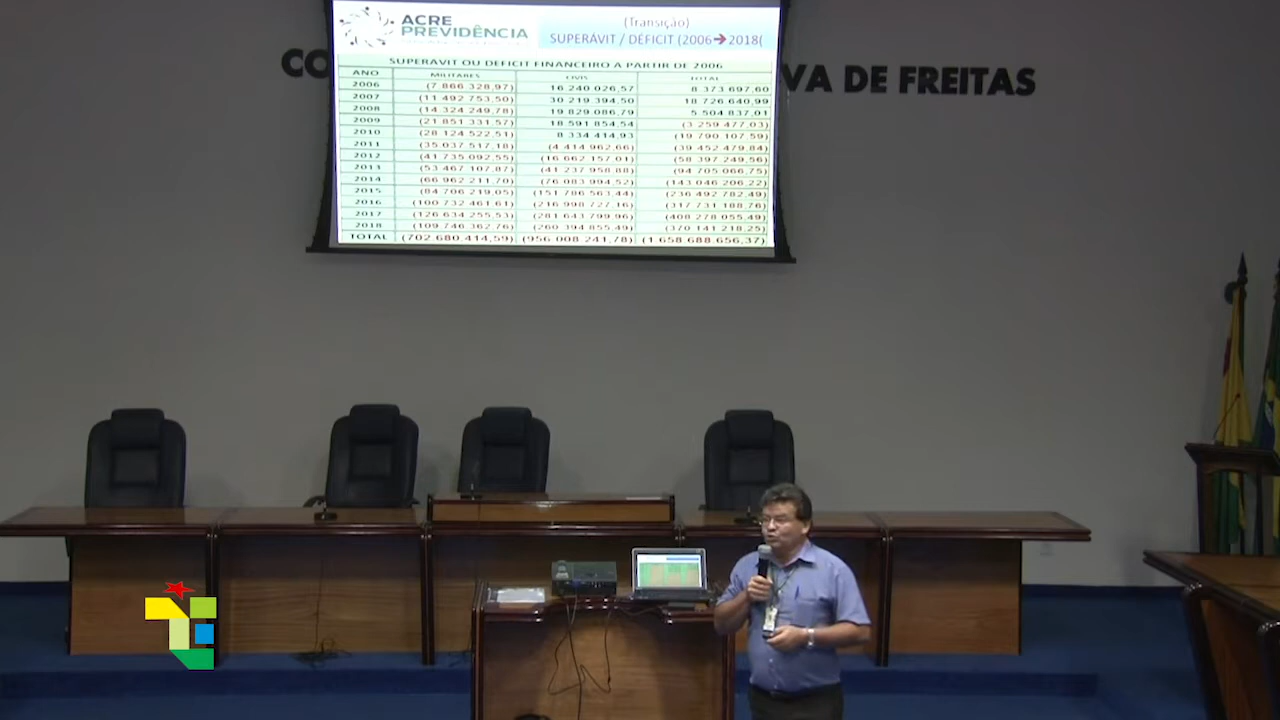 ACRE
PREVIDÊNCIA
(Transição)
SUPERÁVIT / DÉFICIT (2006➔2018(
SUPERAVIT OU DEFICIT FINANCEIRO A PARTIR DE 2006
ANO MILITARES CIVIS TOTAL
2006 (7 866 328,97) 16 240 026,57 8 373 697,60
2007 (11 492 753,50) 30 219 394,50 18 726 640,99
2008 (14 324 249,78) 19 829 086,79 5 504 837,01
2009 (21 851 331,57) 18 591 854,54 (3 259 477,03)
2010 (28 124 522,51) 8 334 414,93 (19 790 107,59)
2011 (35 037 517,18) (4 414 962,66) (39 452 479,84)
2012 (41 735 092,55) (16 662 157,01) (58 397 249,56)
2013 (53 467 107,87) (41 237 958,88) (94 705 066,75)
2014 (66 962 211,70) (76 083 994,52) (143 046 206,22)
2015 (84 706 219,05) (151 786 563,44) (236 492 782,49)
2016 (100 732 461,61) (216 998 727,16) (317 731 188,76)
2017 (126 634 255,53) (281 643 799,96) (408 278 055,49)
2018 (109 746 362,76) (260 394 855,49) (370 141 218,25)
TOTAL (702 680 414,59) (956 008 241,78) (1 658 688 656,37)
CO VA DE FREITAS